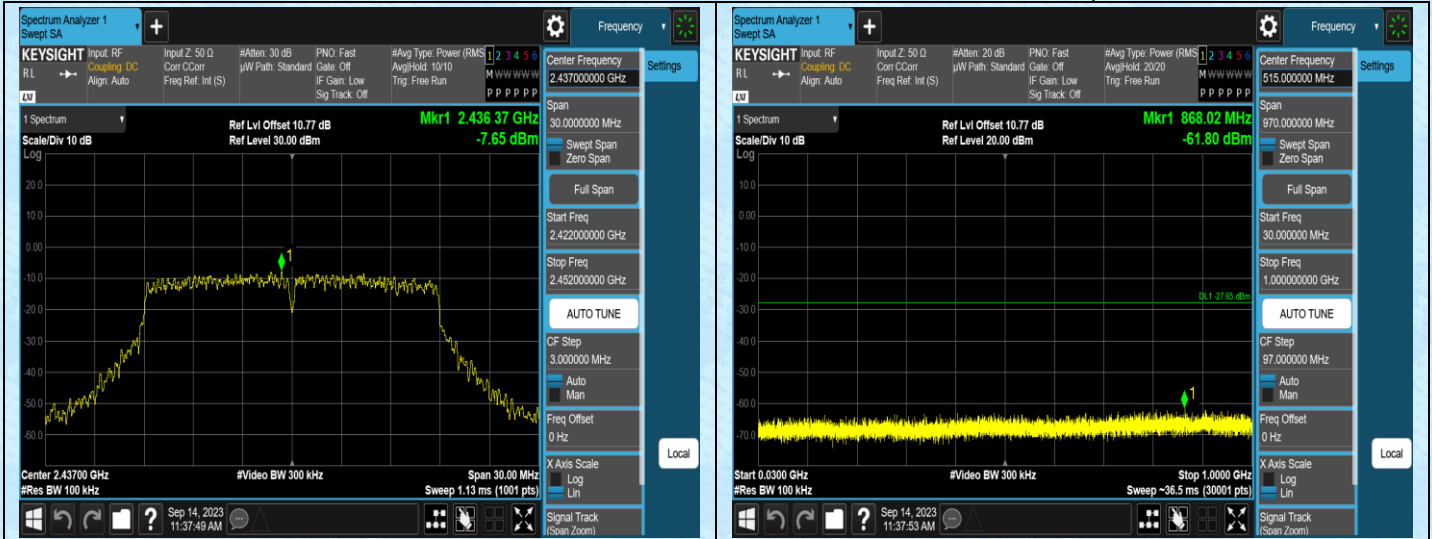 Spectrum Analyzer 1
Swept SA
+
Frequency
KEYSIGHT
RL
LXI
Input: RF
Coupling: DC
Align: Auto
Input Z: 50 Ω
Corr CCorr
Freq Ref: Int (S)
#Atten: 30 dB
µW Path: Standard
PNO: Fast
Gate: Off
IF Gain: Low
Sig Track: Off
#Avg Type: Power (RMS
Avg|Hold: 10/10
Trig: Free Run
1 2 3 4 5 6
M W W W W W
P P P P P P
Center Frequency
2.437000000 GHz
Settings
1 Spectrum
Scale/Div 10 dB
Log
Ref Lvl Offset 10.77 dB
Ref Level 30.00 dBm
Mkr1 2.436 37 GHz
-7.65 dBm
20.0
10.0
0.00
-10.0
-20.0
-30.0
-40.0
-50.0
-60.0
1
Span
30.0000000 MHz
Swept Span
Zero Span
Full Span
Start Freq
2.422000000 GHz
Stop Freq
2.452000000 GHz
AUTO TUNE
CF Step
3.000000 MHz
Auto
Man
Freq Offset
0 Hz
X Axis Scale
Log
Lin
Signal Track
(Span Zoom)
Local
Center 2.43700 GHz
#Res BW 100 kHz
#Video BW 300 kHz
Span 30.00 MHz
Sweep 1.13 ms (1001 pts)
?
Sep 14, 2023
11:37:49 AM
Spectrum Analyzer 1
Swept SA
+
Frequency
KEYSIGHT
RL
LXI
Input: RF
Coupling: DC
Align: Auto
Input Z: 50 Ω
Corr CCorr
Freq Ref: Int (S)
#Atten: 20 dB
µW Path: Standard
PNO: Fast
Gate: Off
IF Gain: Low
Sig Track: Off
#Avg Type: Power (RMS
Avg|Hold: 20/20
Trig: Free Run
1 2 3 4 5 6
M W W W W W
P P P P P P
Center Frequency
515.000000 MHz
Settings
1 Spectrum
Scale/Div 10 dB
Log
Ref Lvl Offset 10.77 dB
Ref Level 20.00 dBm
Mkr1 868.02 MHz
-61.80 dBm
10.0
0.00
-10.0
-20.0
-30.0
-40.0
-50.0
-60.0
-70.0
DL1 -27.65 dBm
1
Span
970.000000 MHz
Swept Span
Zero Span
Full Span
Start Freq
30.000000 MHz
Stop Freq
1.000000000 GHz
AUTO TUNE
CF Step
97.000000 MHz
Auto
Man
Freq Offset
0 Hz
X Axis Scale
Log
Lin
Signal Track
(Span Zoom)
Local
Start 0.0300 GHz
#Res BW 100 kHz
#Video BW 300 kHz
Stop 1.0000 GHz
Sweep ~36.5 ms (30001 pts)
?
Sep 14, 2023
11:37:53 AM